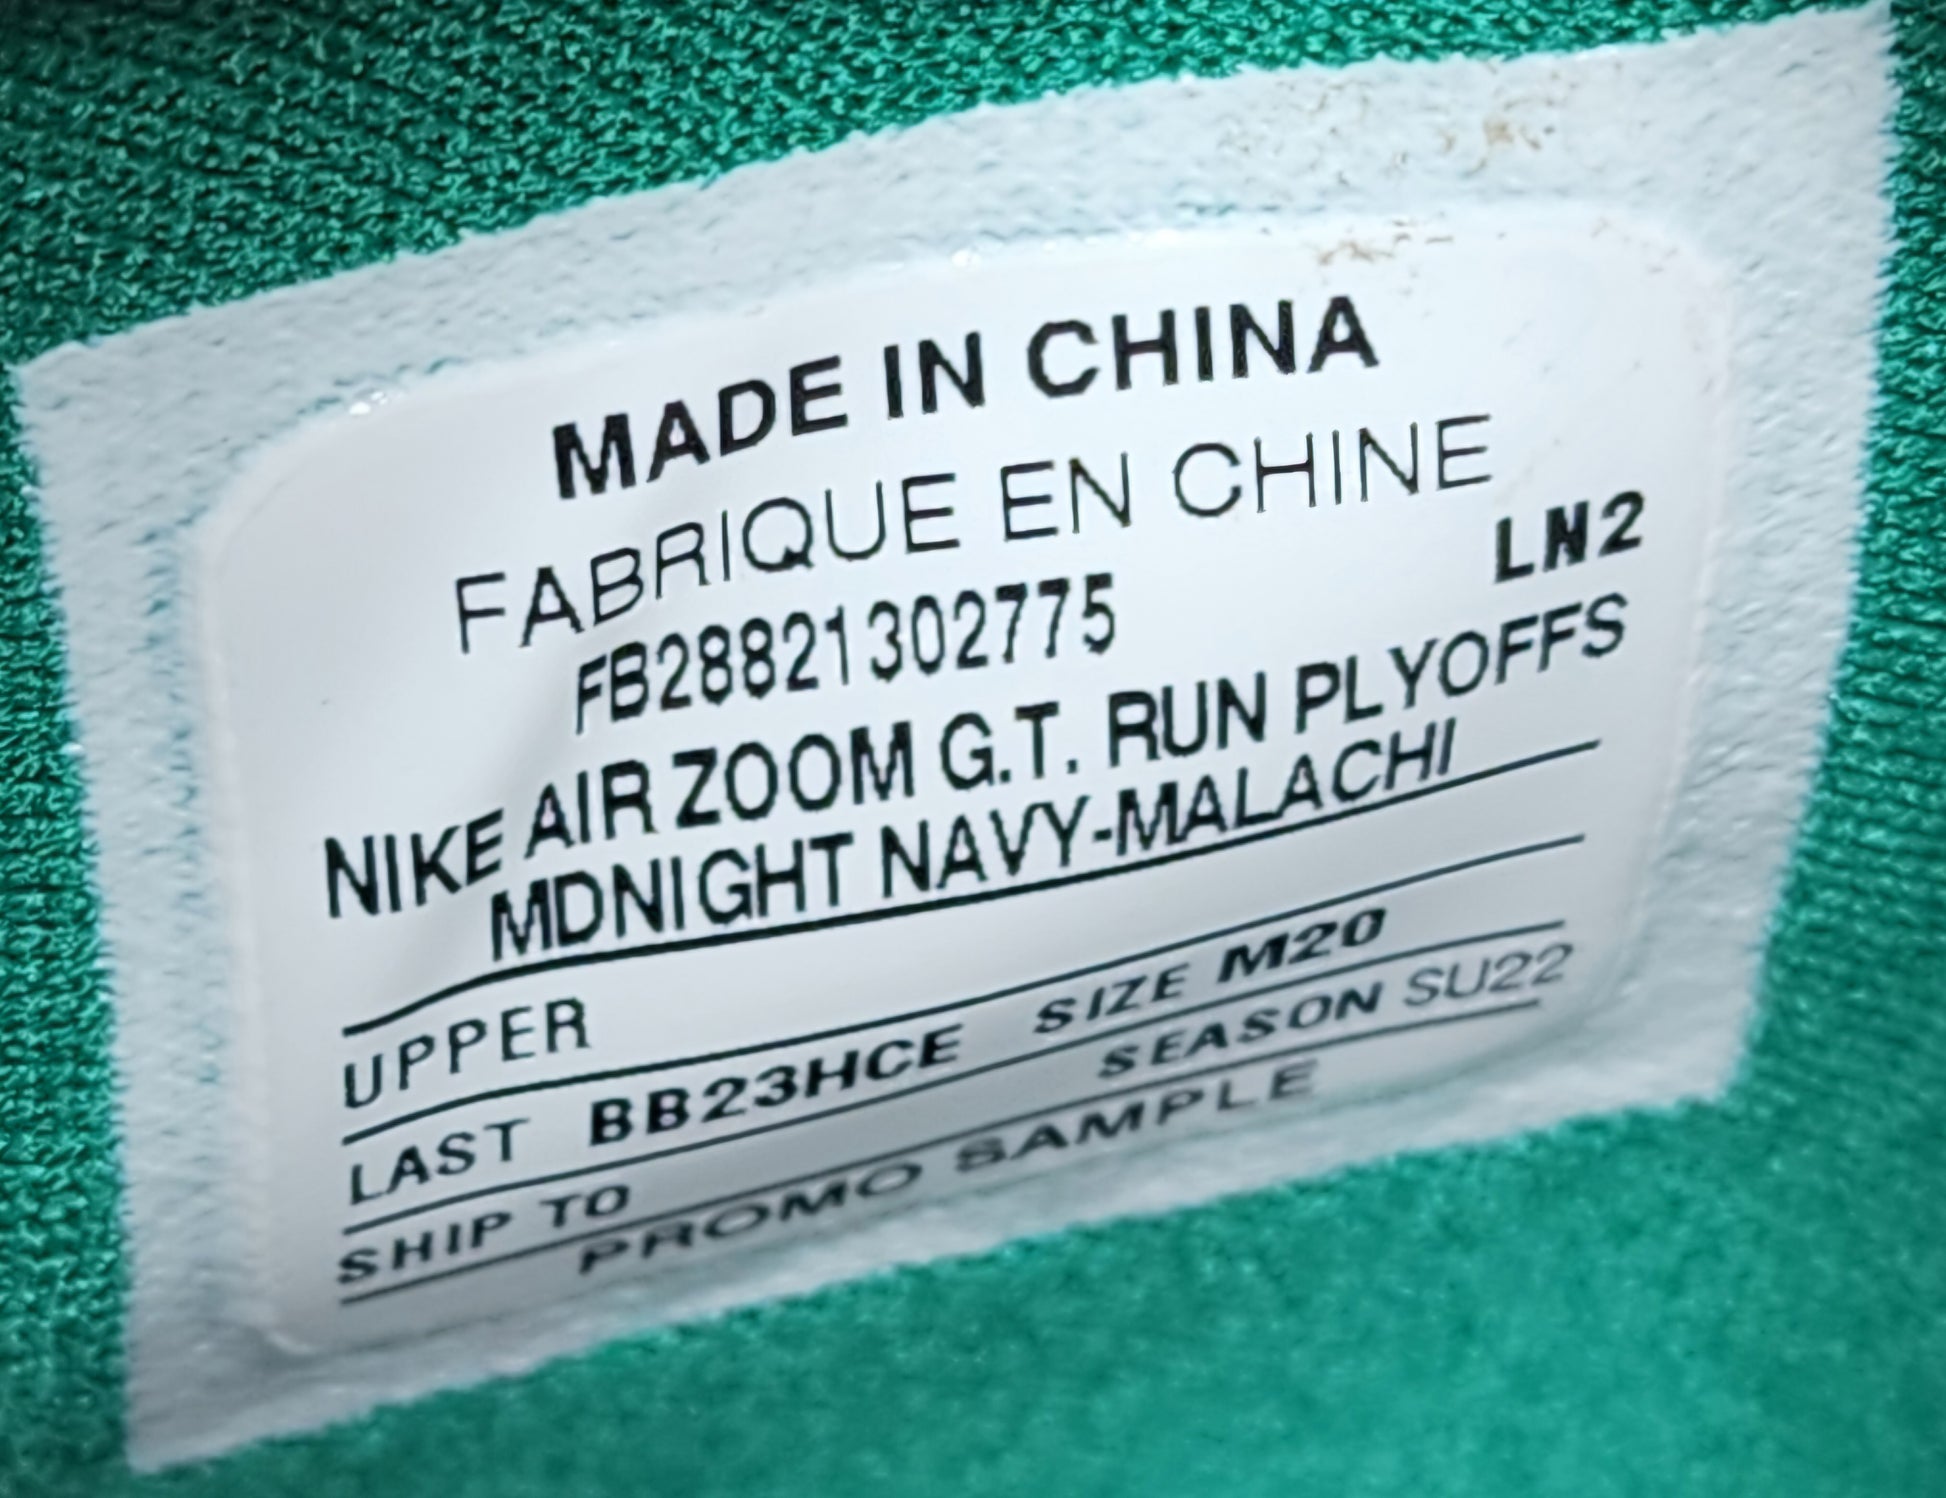 MADE IN CHINA
FABRIQUE EN CHINE
LN2
FB28821302775
NIKE AIR ZOOM G.T. RUN PLYOFFS
MDNIGHT NAVY-MALACHI
UPPER
LAST BB23HCE SIZE M20
SHIP TO SEASON SU22
PROMO SAMPLE